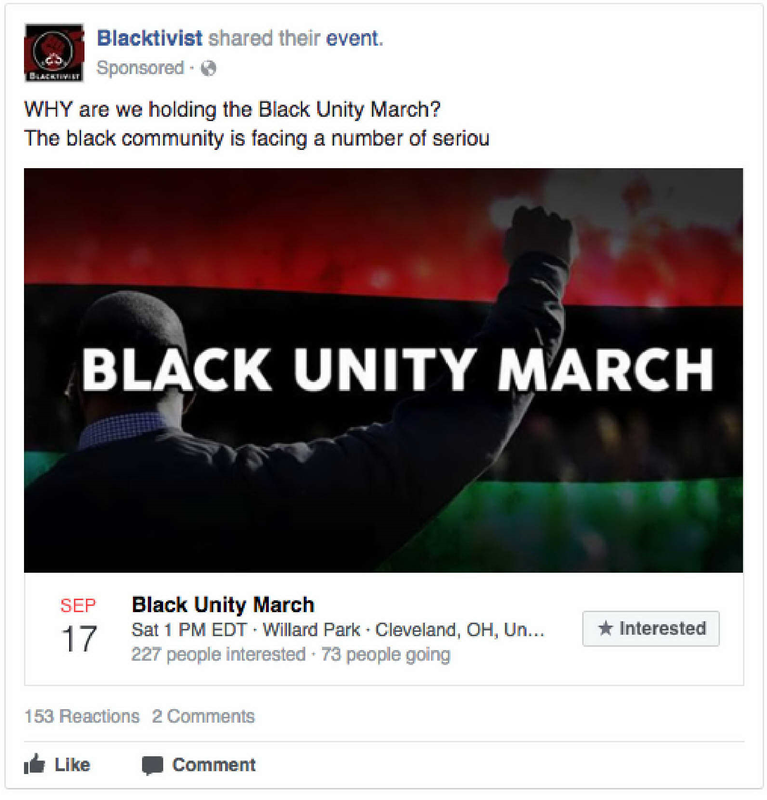 BLACKTIVIST
Blacktivist shared their event.
Sponsored ·
WHY are we holding the Black Unity March?
The black community is facing a number of seriou
BLACK UNITY MARCH
SEP
17
Black Unity March
Sat 1 PM EDT · Willard Park · Cleveland, OH, Un...
227 people interested · 73 people going
★ Interested
153 Reactions 2 Comments
Like Comment